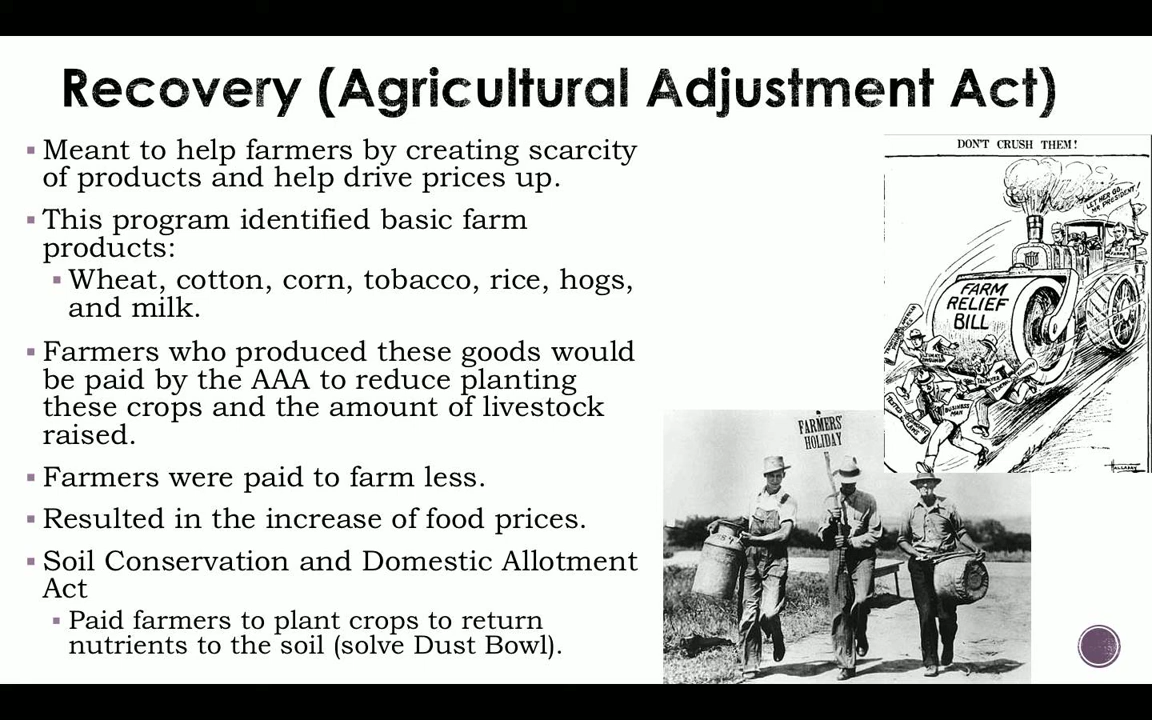 Recovery (Agricultural Adjustment Act)
▪ Meant to help farmers by creating scarcity
of products and help drive prices up.
▪ This program identified basic farm
products:
▪ Wheat, cotton, corn, tobacco, rice, hogs,
and milk.
▪ Farmers who produced these goods would
be paid by the AAA to reduce planting
these crops and the amount of livestock
raised.
▪ Farmers were paid to farm less.
▪ Resulted in the increase of food prices.
▪ Soil Conservation and Domestic Allotment
Act
▪ Paid farmers to plant crops to return
nutrients to the soil (solve Dust Bowl).
DON'T CRUSH THEM!
LET HER GO,
MR. PRESIDENT!
FARMER
FARM
RELIEF
BILL
BUSINESS
MAN
FARMERS'
HOLIDAY